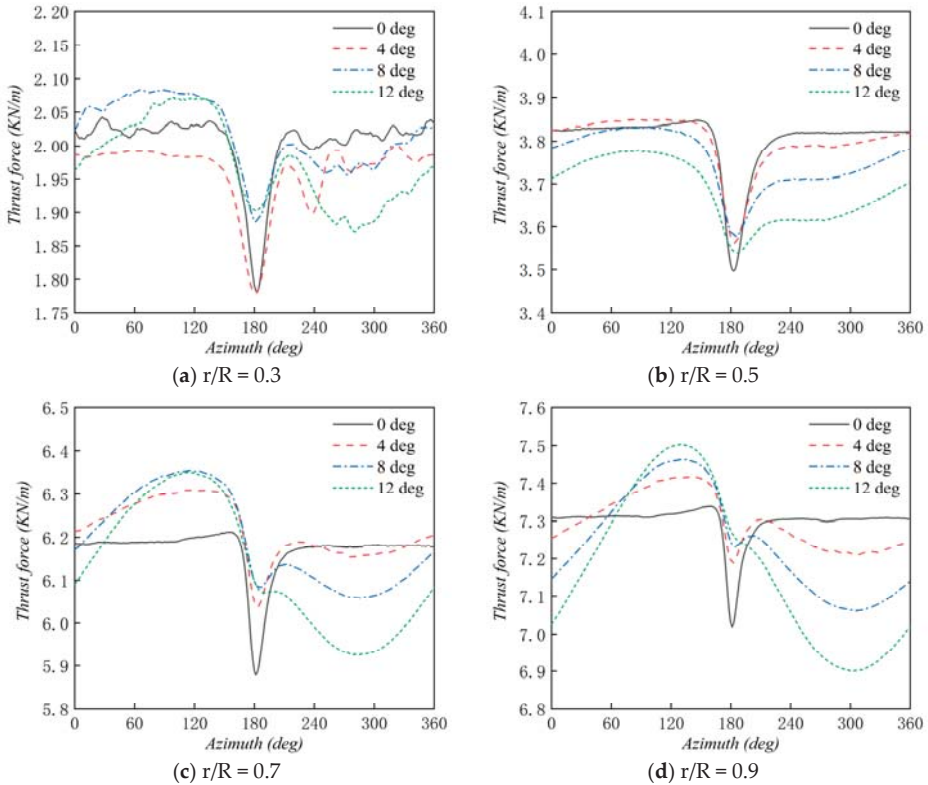 2.20
2.15
2.10
2.05
2.00
1.95
1.90
1.85
1.80
1.75
Thrust force (KN/m)
0 deg
4 deg
8 deg
12 deg
0 60 120 180 240 300 360
Azimuth (deg)
(a) r/R = 0.3
4.1
4.0
3.9
3.8
3.7
3.6
3.5
3.4
Thrust force (KN/m)
0 deg
4 deg
8 deg
12 deg
0 60 120 180 240 300 360
Azimuth (deg)
(b) r/R = 0.5
6.5
6.4
6.3
6.2
6.1
6.0
5.9
5.8
Thrust force (KN/m)
0 deg
4 deg
8 deg
12 deg
0 60 120 180 240 300 360
Azimuth (deg)
(c) r/R = 0.7
7.6
7.5
7.4
7.3
7.2
7.1
7.0
6.9
6.8
Thrust force (KN/m)
0 deg
4 deg
8 deg
12 deg
0 60 120 180 240 300 360
Azimuth (deg)
(d) r/R = 0.9